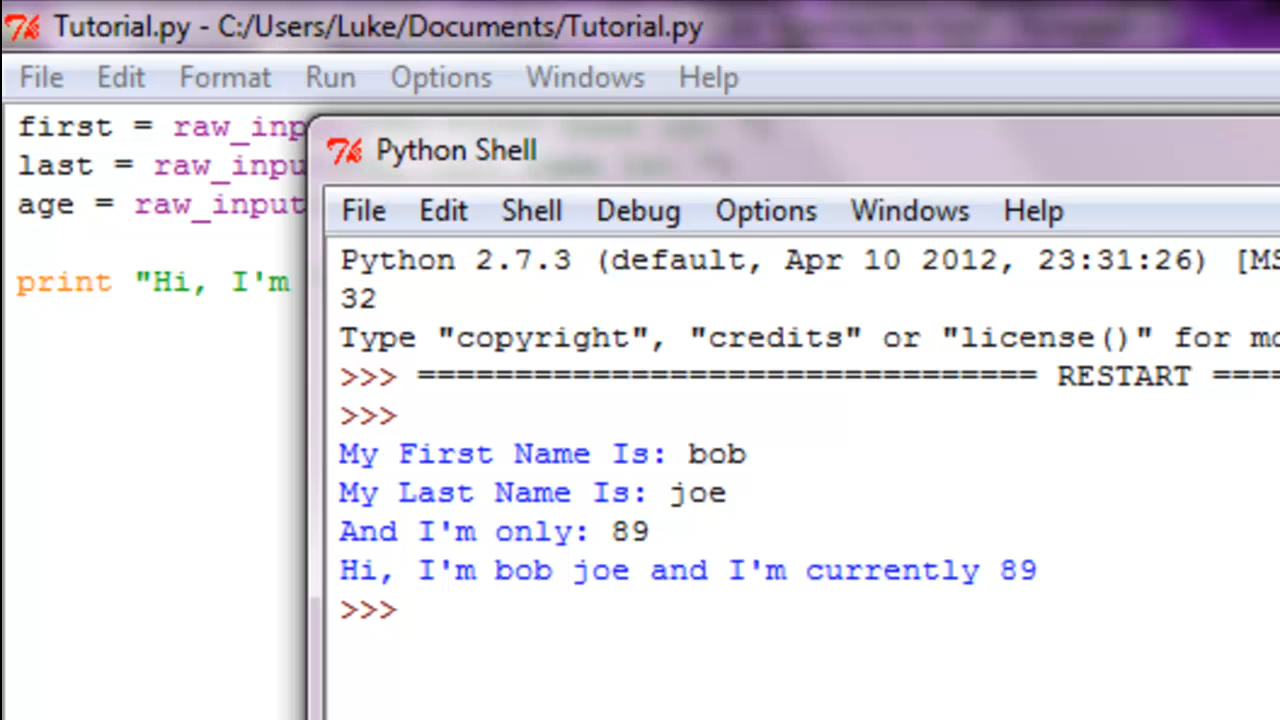 Tutorial.py - C:/Users/Luke/Documents/Tutorial.py
File Edit Format Run Options Windows Help
first = raw_inp
last = raw_inpu
age = raw_input
print "Hi, I'm
Python Shell
File Edit Shell Debug Options Windows Help
Python 2.7.3 (default, Apr 10 2012, 23:31:26) [MS
32
Type "copyright", "credits" or "license()" for mo
>>> ================================ RESTART ====
>>>
My First Name Is: bob
My Last Name Is: joe
And I'm only: 89
Hi, I'm bob joe and I'm currently 89
>>>